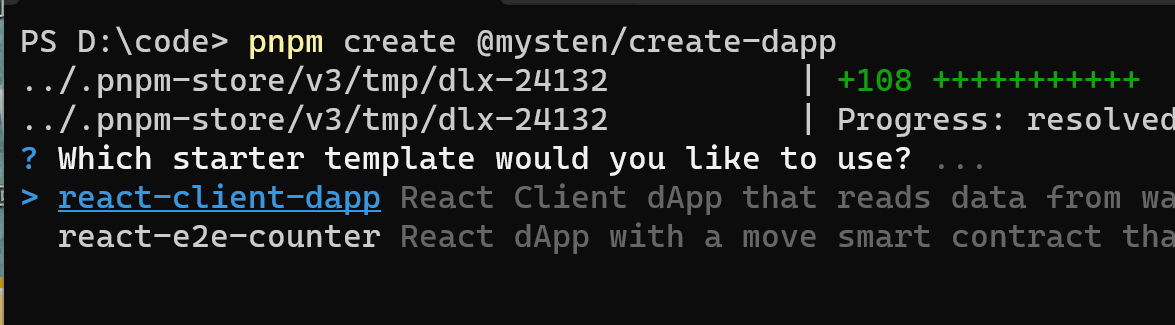 PS D:\code> pnpm create @mysten/create-dapp
../.pnpm-store/v3/tmp/dlx-24132 | +108 +++++++++++
../.pnpm-store/v3/tmp/dlx-24132 | Progress: resolved
? Which starter template would you like to use? ...
> react-client-dapp React Client dApp that reads data from wa
react-e2e-counter React dApp with a move smart contract tha